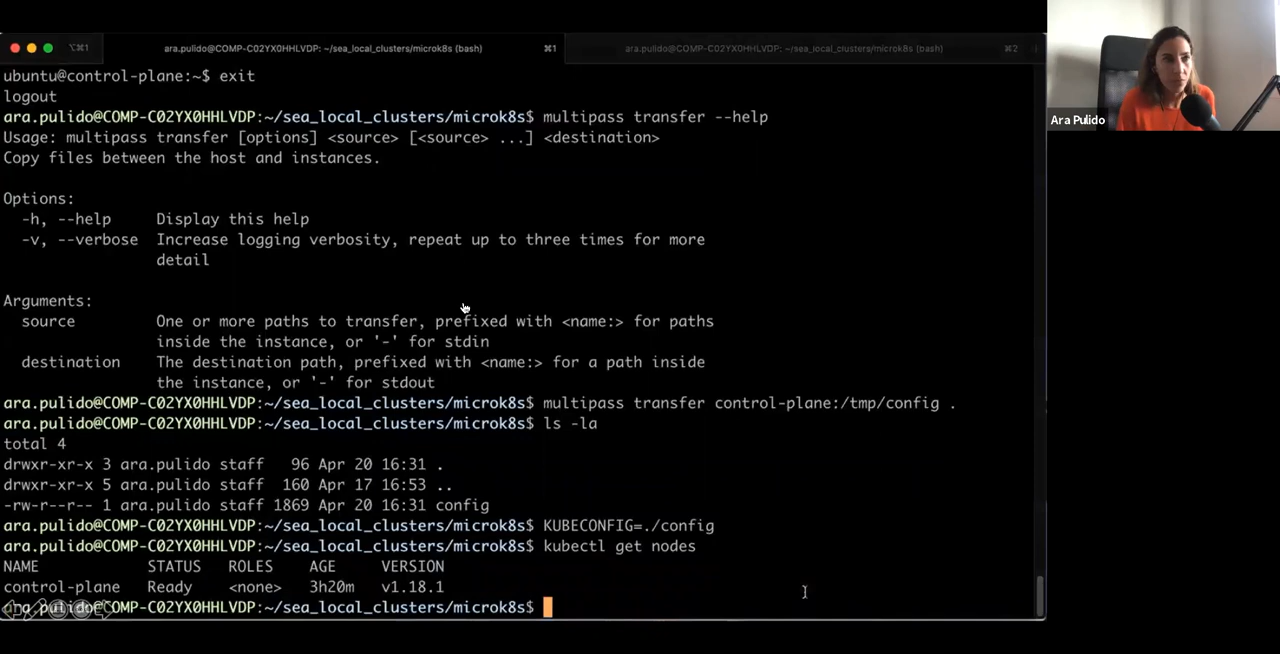 ⌥⌘1
ara.pulido@COMP-C02YX0HHLVDP: ~/sea_local_clusters/microk8s (bash)
⌘1
ara.pulido@COMP-C02YX0HHLVDP: ~/sea_local_clusters/microk8s (bash)
⌘2
ubuntu@control-plane:~$ exit
logout
ara.pulido@COMP-C02YX0HHLVDP:~/sea_local_clusters/microk8s$ multipass transfer --help
Usage: multipass transfer [options] <source> [<source> ...] <destination>
Copy files between the host and instances.
Options:
-h, --help Display this help
-v, --verbose Increase logging verbosity, repeat up to three times for more
detail
Arguments:
source One or more paths to transfer, prefixed with <name:> for paths
inside the instance, or '-' for stdin
destination The destination path, prefixed with <name:> for a path inside
the instance, or '-' for stdout
ara.pulido@COMP-C02YX0HHLVDP:~/sea_local_clusters/microk8s$ multipass transfer control-plane:/tmp/config .
ara.pulido@COMP-C02YX0HHLVDP:~/sea_local_clusters/microk8s$ ls -la
total 4
drwxr-xr-x 3 ara.pulido staff 96 Apr 20 16:31 .
drwxr-xr-x 5 ara.pulido staff 160 Apr 17 16:53 ..
-rw-r--r-- 1 ara.pulido staff 1869 Apr 20 16:31 config
ara.pulido@COMP-C02YX0HHLVDP:~/sea_local_clusters/microk8s$ KUBECONFIG=./config
ara.pulido@COMP-C02YX0HHLVDP:~/sea_local_clusters/microk8s$ kubectl get nodes
NAME STATUS ROLES AGE VERSION
control-plane Ready <none> 3h20m v1.18.1
ara.pulido@COMP-C02YX0HHLVDP:~/sea_local_clusters/microk8s$
Ara Pulido